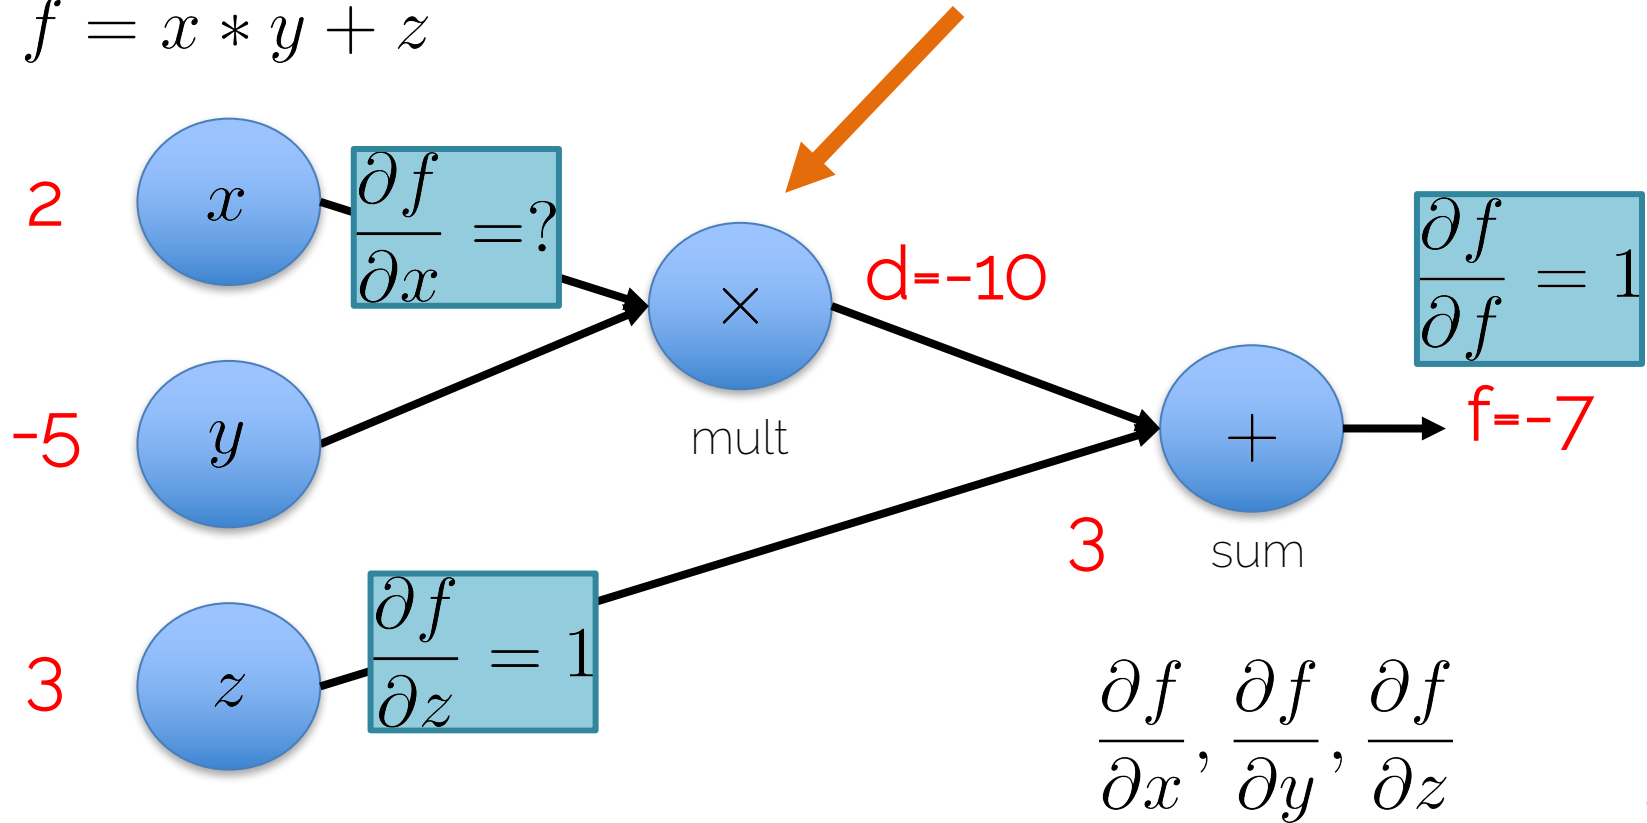 f = x * y + z
2
x
∂f/∂x =?
-5
y
×
mult
d=-10
∂f/∂f = 1
f=-7
+
sum
3
3
z
∂f/∂z = 1
∂f/∂x, ∂f/∂y, ∂f/∂z